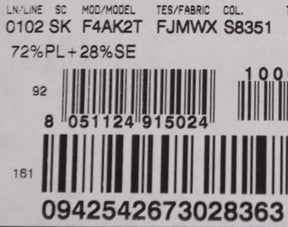 LN/LINE SC MOD/MODEL TES/FABRIC COL.
0102 SK F4AK2T FJMWX S8351
72%PL+28%SE
100
92
8 051124 915024
161
0942542673028363